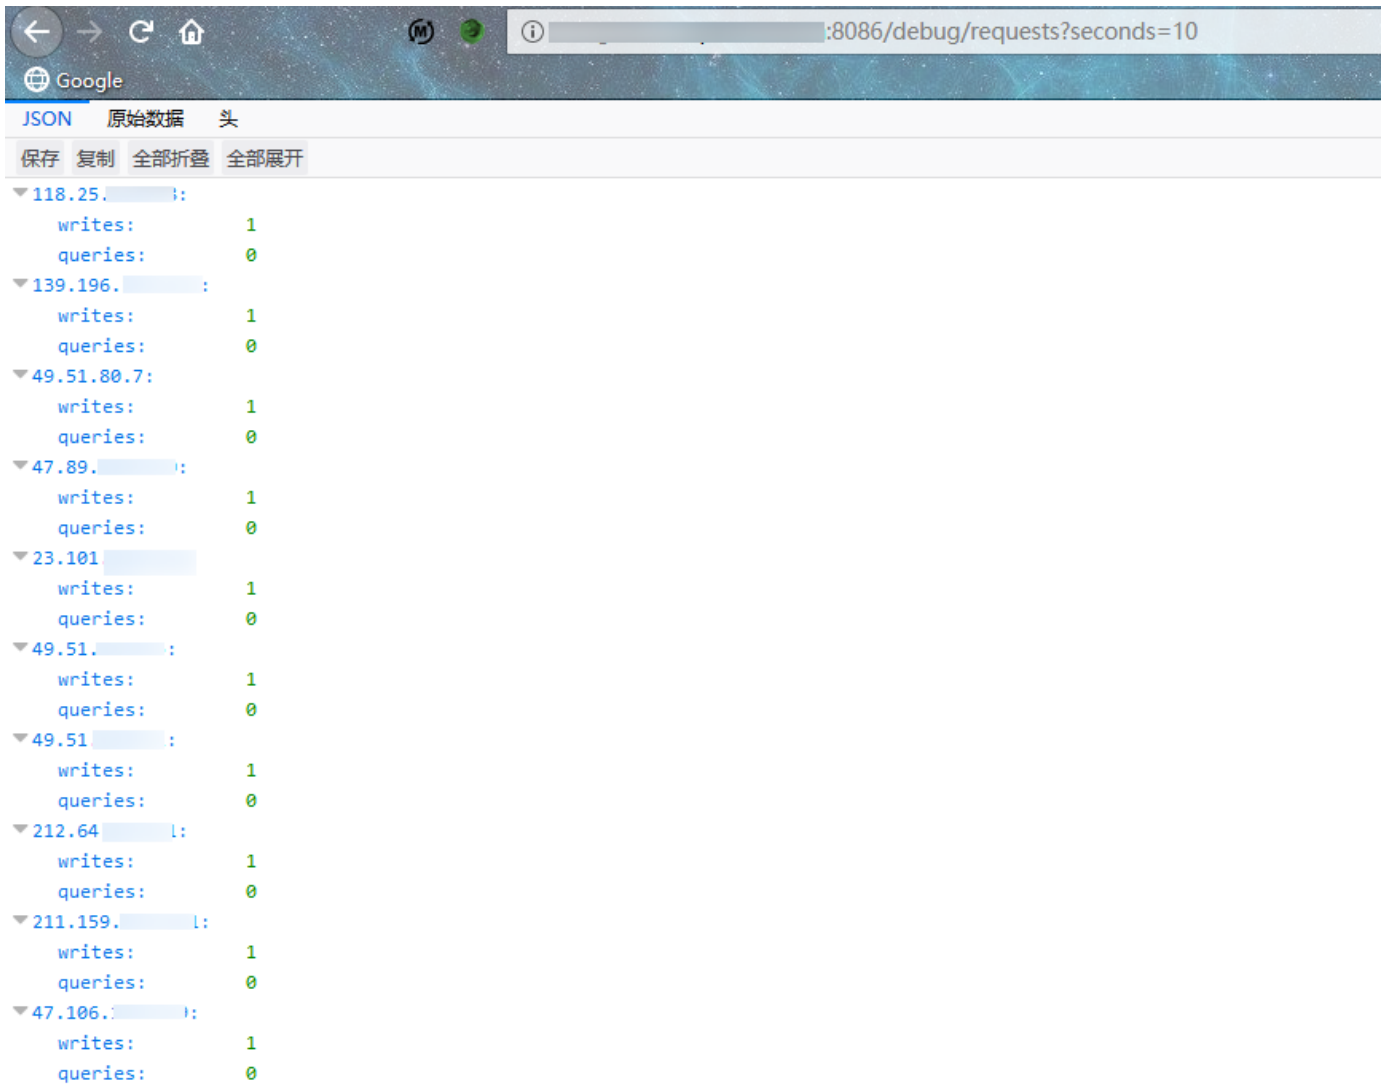 :8086/debug/requests?seconds=10
Google
JSON 原始数据 头
保存 复制 全部折叠 全部展开
118.25. :
writes: 1
queries: 0
139.196. :
writes: 1
queries: 0
49.51.80.7:
writes: 1
queries: 0
47.89. :
writes: 1
queries: 0
23.101
writes: 1
queries: 0
49.51. :
writes: 1
queries: 0
49.51 :
writes: 1
queries: 0
212.64 1:
writes: 1
queries: 0
211.159. 1:
writes: 1
queries: 0
47.106. :
writes: 1
queries: 0